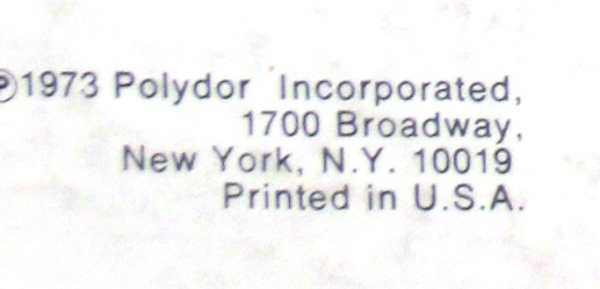 ℗1973 Polydor Incorporated,
1700 Broadway,
New York, N.Y. 10019
Printed in U.S.A.